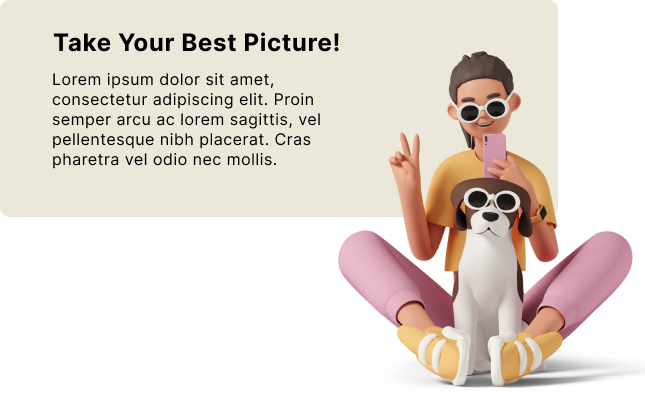 Take Your Best Picture!
Lorem ipsum dolor sit amet,
consectetur adipiscing elit. Proin
semper arcu ac lorem sagittis, vel
pellentesque nibh placerat. Cras
pharetra vel odio nec mollis.